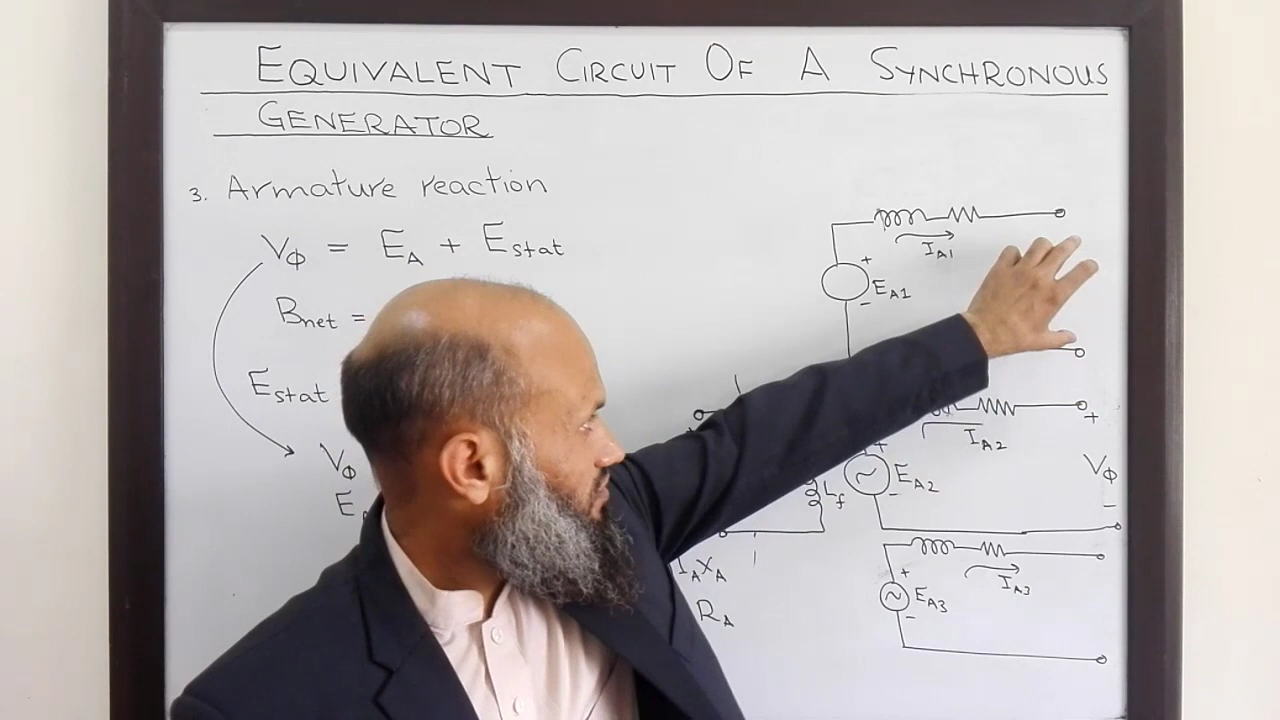 EQUIVALENT CIRCUIT OF A SYNCHRONOUS
GENERATOR
3. Armature reaction
VΦ = EA + Estat
Bnet =
Estat
VΦ
E
IAXA
RA
Lf
IA1
+
EA1
−
IA2
+
+
EA2
−
VΦ
−
IA3
+
EA3
−